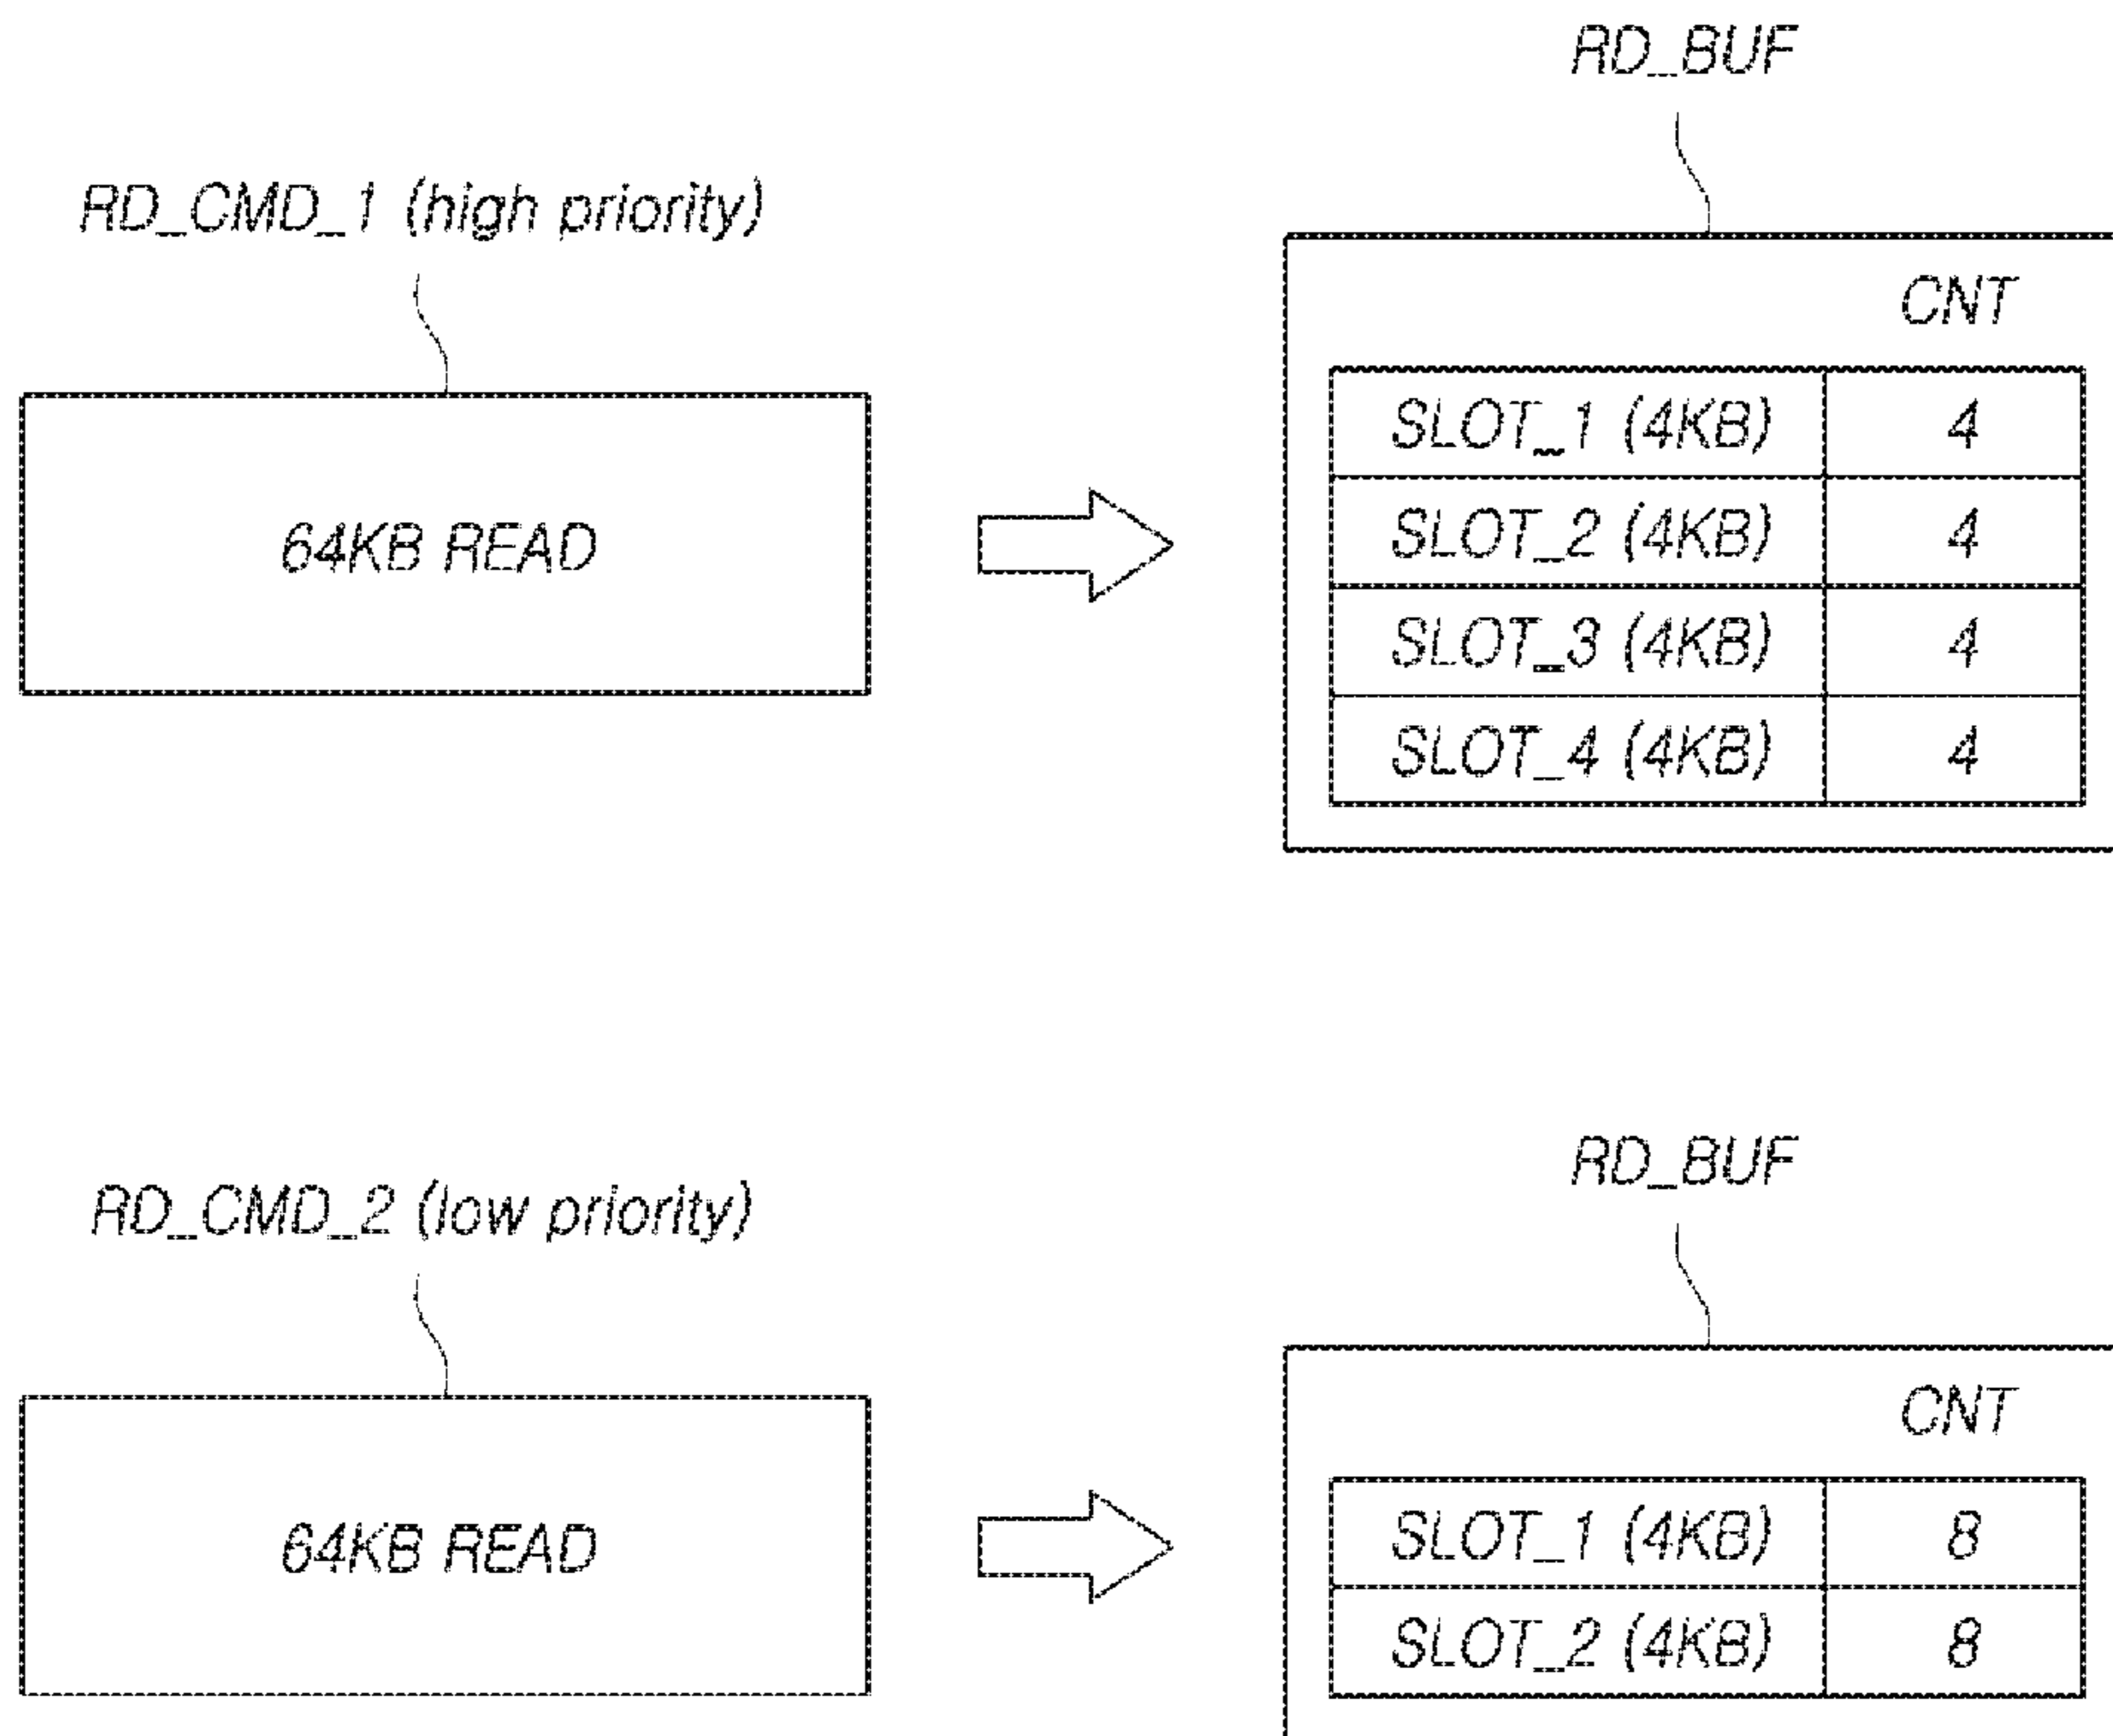 RD_BUF
RD_CMD_1 (high priority)
CNT
64KB READ
SLOT_1 (4KB) 4
SLOT_2 (4KB) 4
SLOT_3 (4KB) 4
SLOT_4 (4KB) 4
RD_BUF
RD_CMD_2 (low priority)
CNT
64KB READ
SLOT_1 (4KB) 8
SLOT_2 (4KB) 8